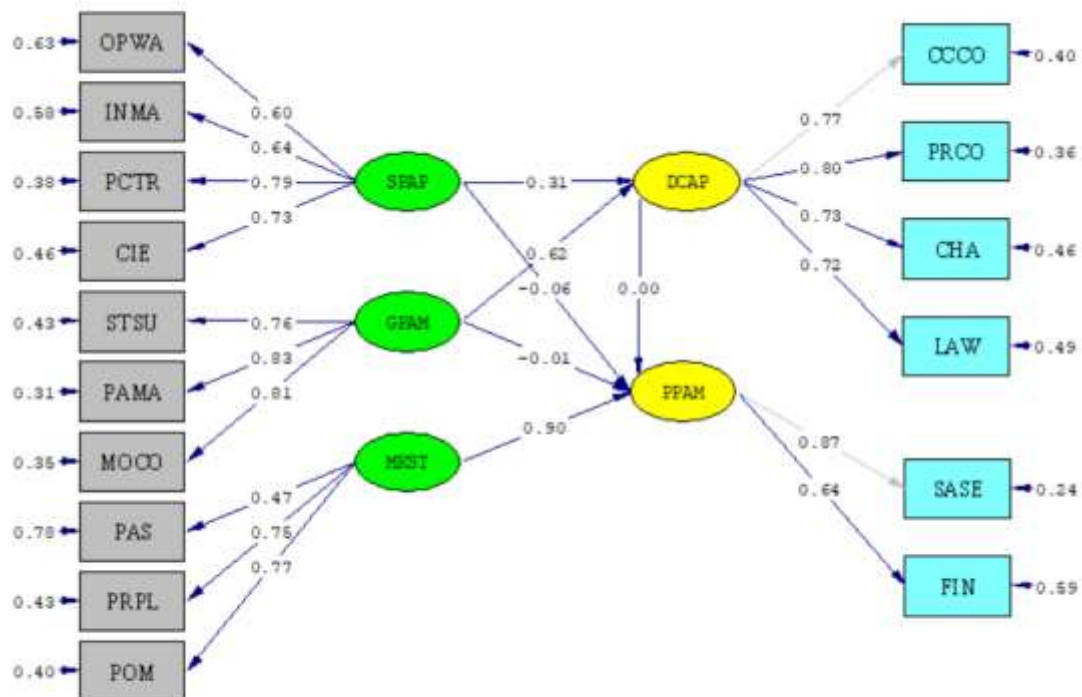 0.63 OPWA
0.58 INMA
0.38 PCTR
0.46 CIE
0.43 STSU
0.31 PAMA
0.35 MOCO
0.78 PAS
0.43 PRPL
0.40 POM
0.60
0.64
0.79
0.73
0.76
0.83
0.81
0.47
0.75
0.77
GPAM
0.31
0.62
-0.06
0.00
-0.01
0.90
DCAP
PPAM
0.77
0.80
0.73
0.72
0.87
0.64
CCCO 0.40
PRCO 0.36
CHA 0.46
LAW 0.49
SASE 0.24
FIN 0.59